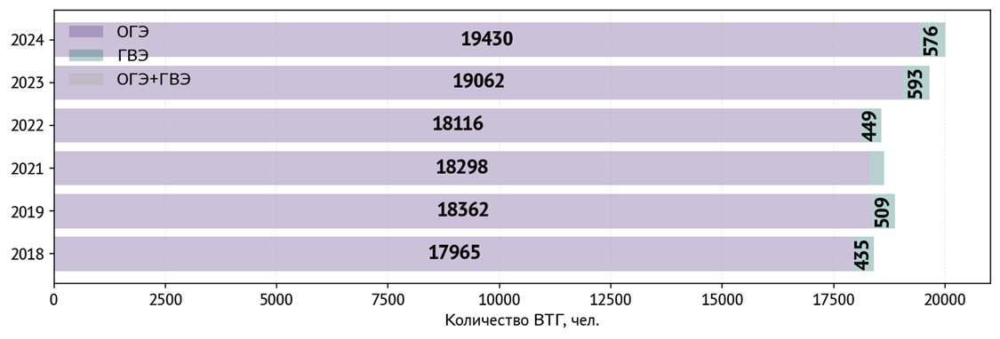 ОГЭ
2024 19430 576
ГВЭ
ОГЭ+ГВЭ
2023 19062 593
2022 18116 449
2021 18298
2019 18362 509
2018 17965 435
0 2500 5000 7500 10000 12500 15000 17500 20000
Количество ВТГ, чел.